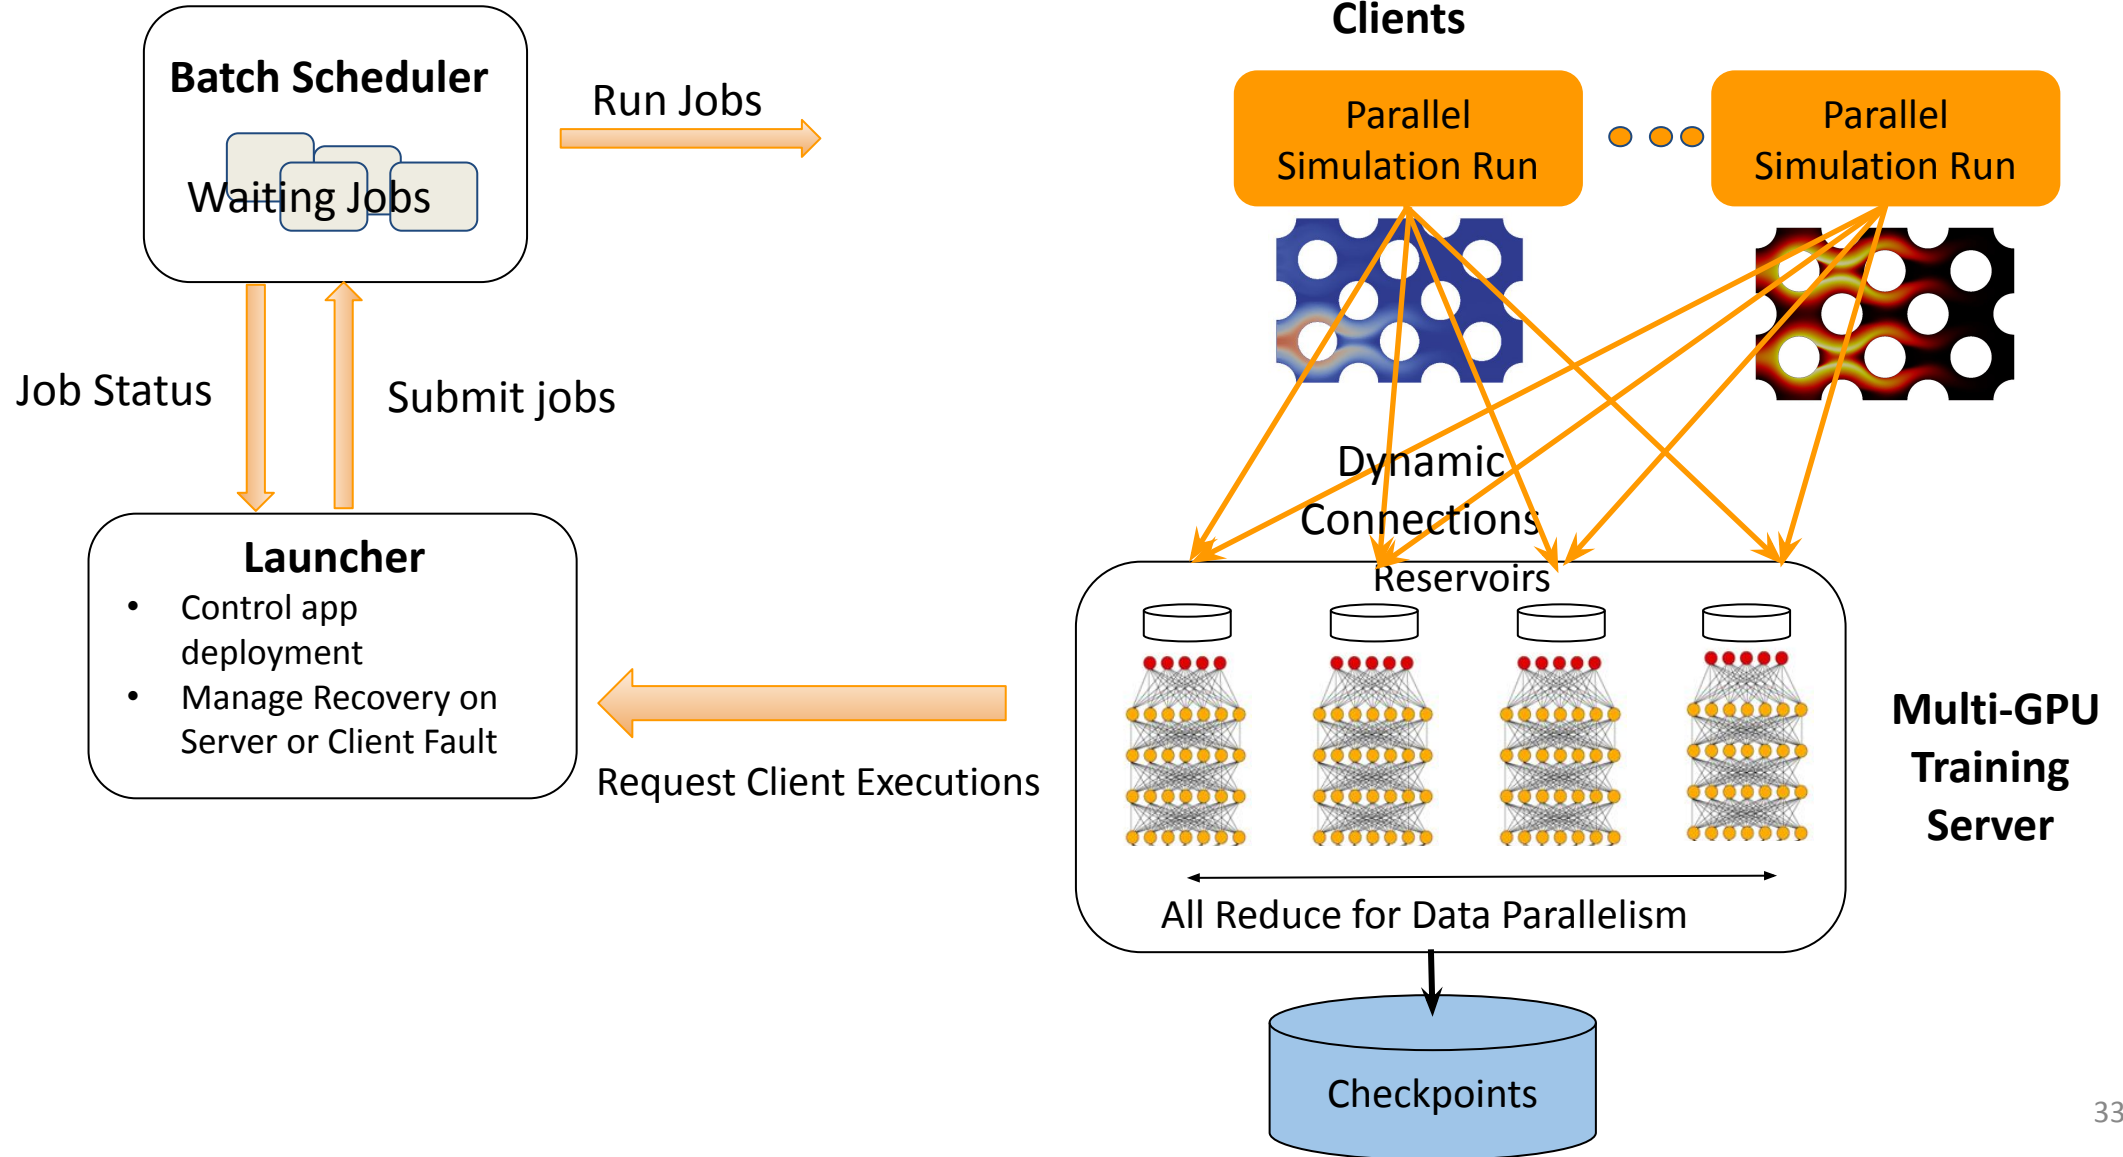 Clients
Batch Scheduler
Waiting Jobs
Run Jobs
Parallel
Simulation Run
Parallel
Simulation Run
Job Status
Submit jobs
Dynamic
Connections
Launcher
• Control app
deployment
• Manage Recovery on
Server or Client Fault
Request Client Executions
Reservoirs
All Reduce for Data Parallelism
Multi-GPU
Training
Server
Checkpoints
33